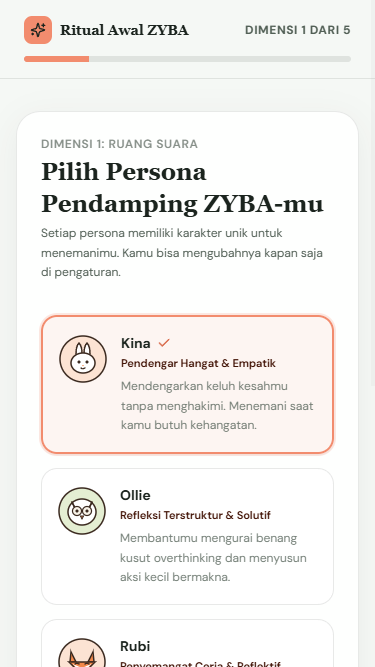 Ritual Awal ZYBA
DIMENSI 1 DARI 5
DIMENSI 1: RUANG SUARA
Pilih Persona
Pendamping ZYBA-mu
Setiap persona memiliki karakter unik untuk
menemanimu. Kamu bisa mengubahnya kapan saja
di pengaturan.
Kina
Pendengar Hangat & Empatik
Mendengarkan keluh kesahmu
tanpa menghakimi. Menemani saat
kamu butuh kehangatan.
Ollie
Refleksi Terstruktur & Solutif
Membantumu mengurai benang
kusut overthinking dan menyusun
aksi kecil bermakna.
Rubi
Penyemangat Ceria & Reflektif